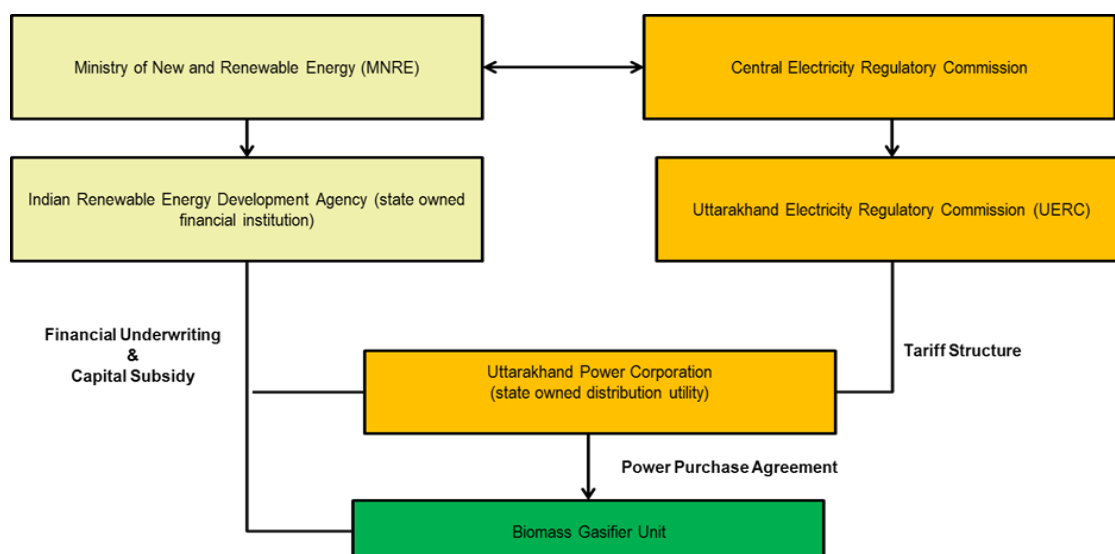 Ministry of New and Renewable Energy (MNRE)
Central Electricity Regulatory Commission
Indian Renewable Energy Development Agency (state owned
financial institution)
Uttarakhand Electricity Regulatory Commission (UERC)
Financial Underwriting
&
Capital Subsidy
Tariff Structure
Uttarakhand Power Corporation
(state owned distribution utility)
Power Purchase Agreement
Biomass Gasifier Unit